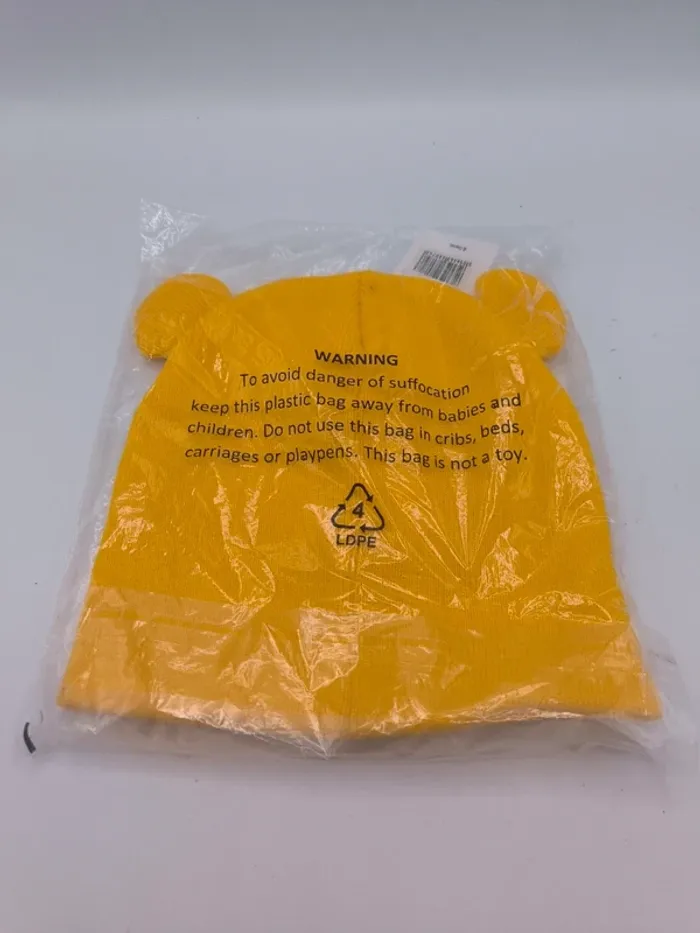 WARNING
To avoid danger of suffocation
keep this plastic bag away from babies and
children. Do not use this bag in cribs, beds,
carriages or playpens. This bag is not a toy.
4
LDPE